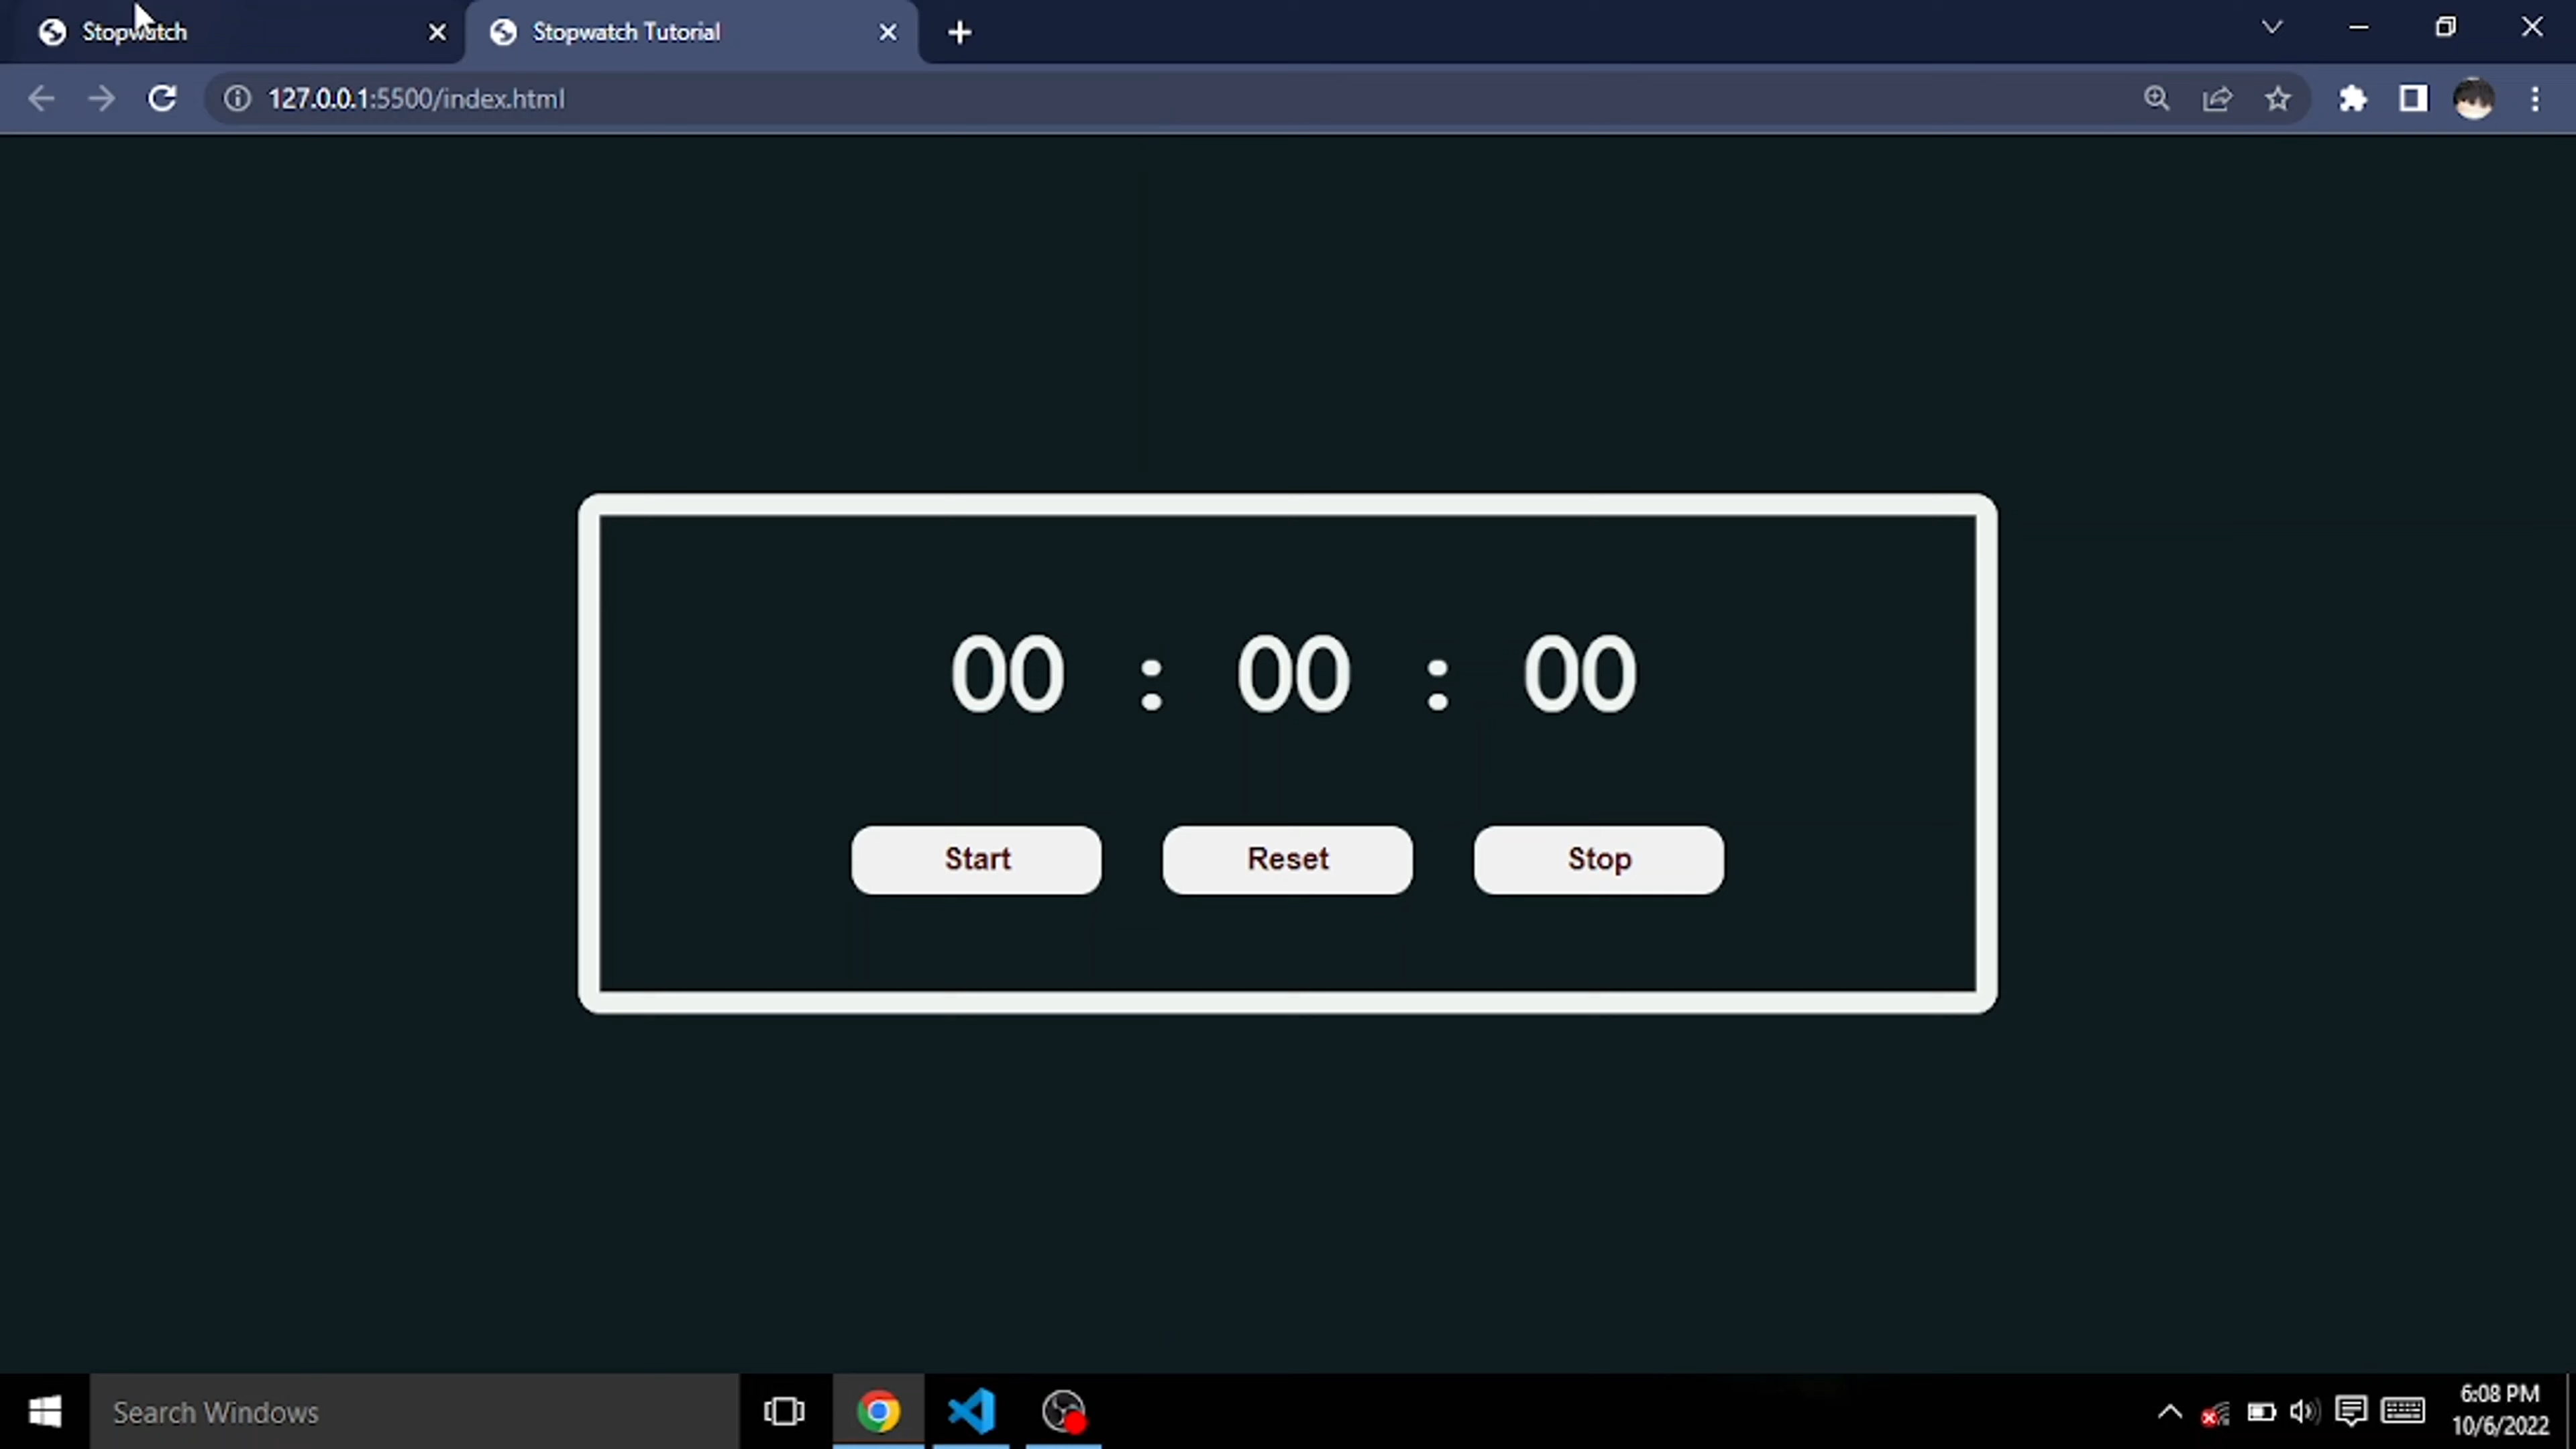 Stopwatch
Stopwatch Tutorial
127.0.0.1:5500/index.html
00 : 00 : 00
Start
Reset
Stop
Search Windows
6:08 PM
10/6/2022